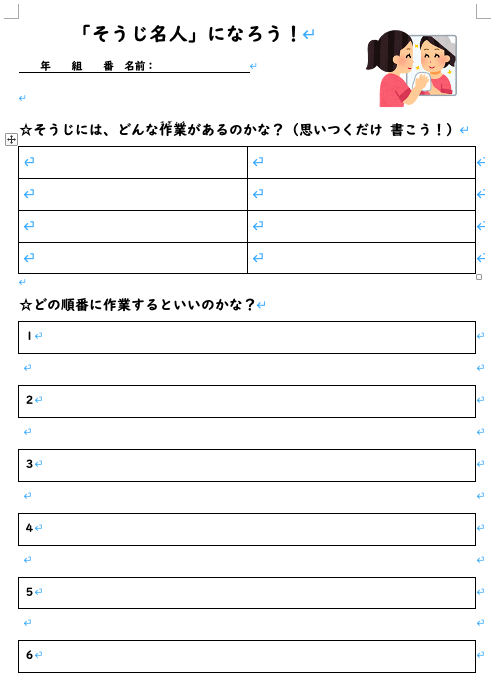 「そうじ名人」になろう！
年　組　番　名前：
☆そうじには、どんな作業があるのかな？（思いつくだけ 書こう！）
☆どの順番に作業するといいのかな？
1
2
3
4
5
6